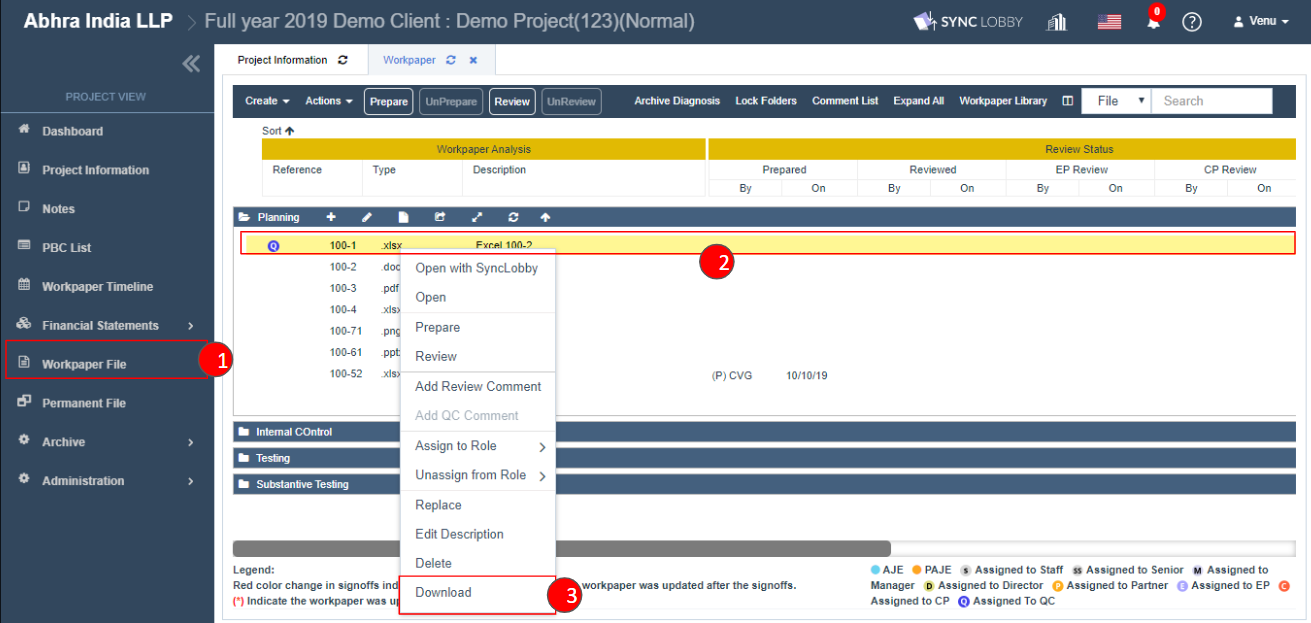 Abhra India LLP > Full year 2019 Demo Client : Demo Project(123)(Normal) SYNC LOBBY 0 ? Venu
Project Information Workpaper ×
PROJECT VIEW
Create Actions Prepare UnPrepare Review UnReview Archive Diagnosis Lock Folders Comment List Expand All Workpaper Library File Search
Dashboard
Project Information
Notes
PBC List
Workpaper Timeline
Financial Statements
Workpaper File 1
Permanent File
Archive
Administration
Sort
Workpaper Analysis Review Status
Reference Type Description Prepared Reviewed EP Review CP Review
By On By On By On By On
Planning
Q 100-1 .xlsx Excel 100-2
2
100-2 .doc
100-3 .pdf
100-4 .xlsx
100-71 .png
100-61 .ppt
100-52 .xlsx (P) CVG 10/10/19
Open with SyncLobby
Open
Prepare
Review
Add Review Comment
Add QC Comment
Assign to Role
Unassign from Role
Replace
Edit Description
Delete
Download 3
Internal COntrol
Testing
Substantive Testing
Legend:
Red color change in signoffs ind workpaper was updated after the signoffs.
(*) Indicate the workpaper was up
AJE PAJE S Assigned to Staff SS Assigned to Senior M Assigned to
Manager D Assigned to Director P Assigned to Partner E Assigned to EP C
Assigned to CP Q Assigned To QC